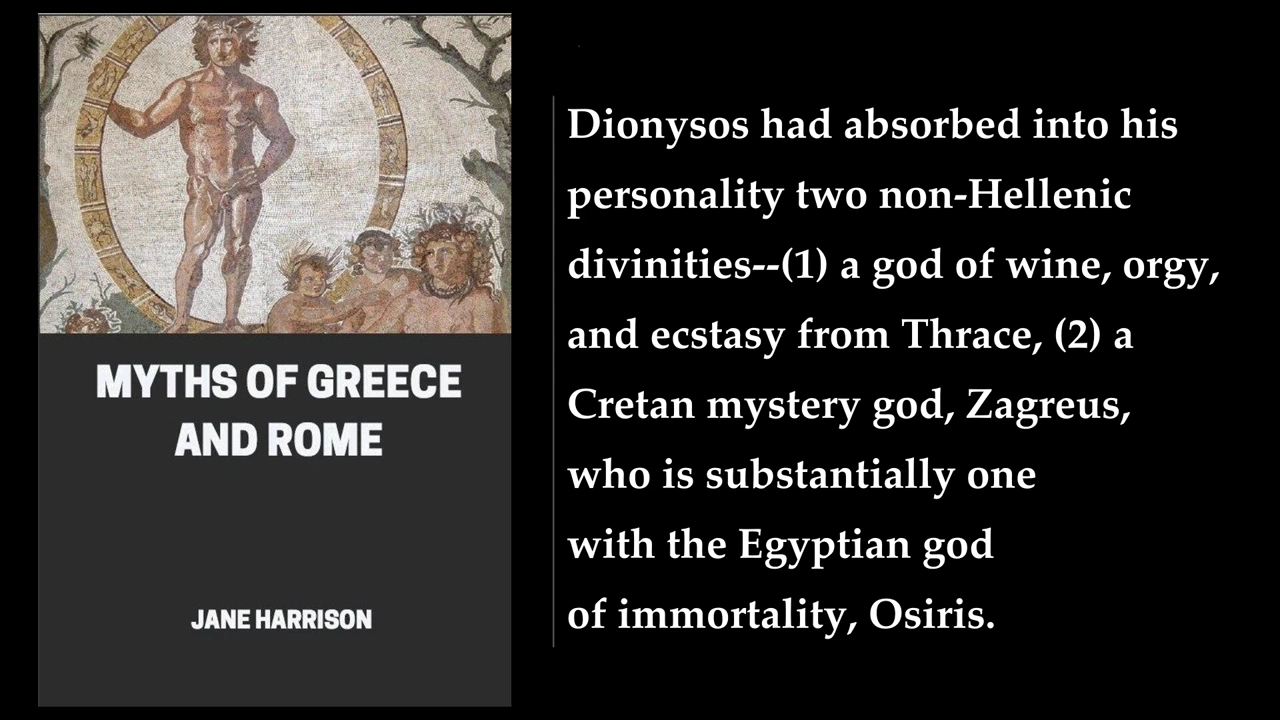 MYTHS OF GREECE
AND ROME
JANE HARRISON
Dionysos had absorbed into his
personality two non-Hellenic
divinities--(1) a god of wine, orgy,
and ecstasy from Thrace, (2) a
Cretan mystery god, Zagreus,
who is substantially one
with the Egyptian god
of immortality, Osiris.